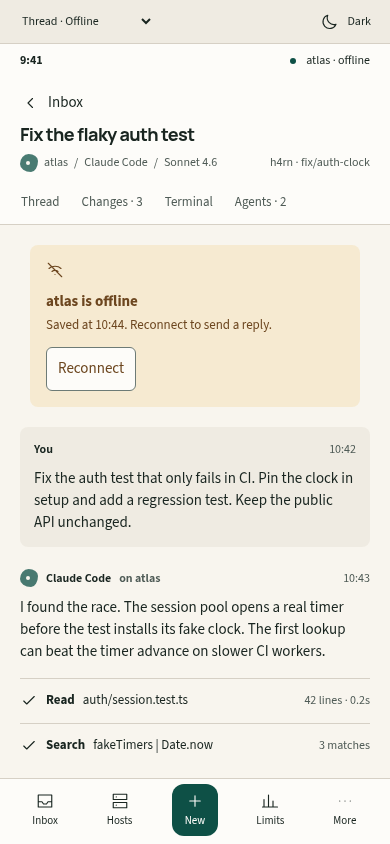 Thread · Offline
Dark
9:41
atlas · offline
Inbox
Fix the flaky auth test
atlas / Claude Code / Sonnet 4.6
h4rn · fix/auth-clock
Thread Changes · 3 Terminal Agents · 2
atlas is offline
Saved at 10:44. Reconnect to send a reply.
Reconnect
You 10:42
Fix the auth test that only fails in CI. Pin the clock in
setup and add a regression test. Keep the public
API unchanged.
Claude Code on atlas 10:43
I found the race. The session pool opens a real timer
before the test installs its fake clock. The first lookup
can beat the timer advance on slower CI workers.
Read auth/session.test.ts 42 lines · 0.2s
Search fakeTimers | Date.now 3 matches
Inbox Hosts New Limits More